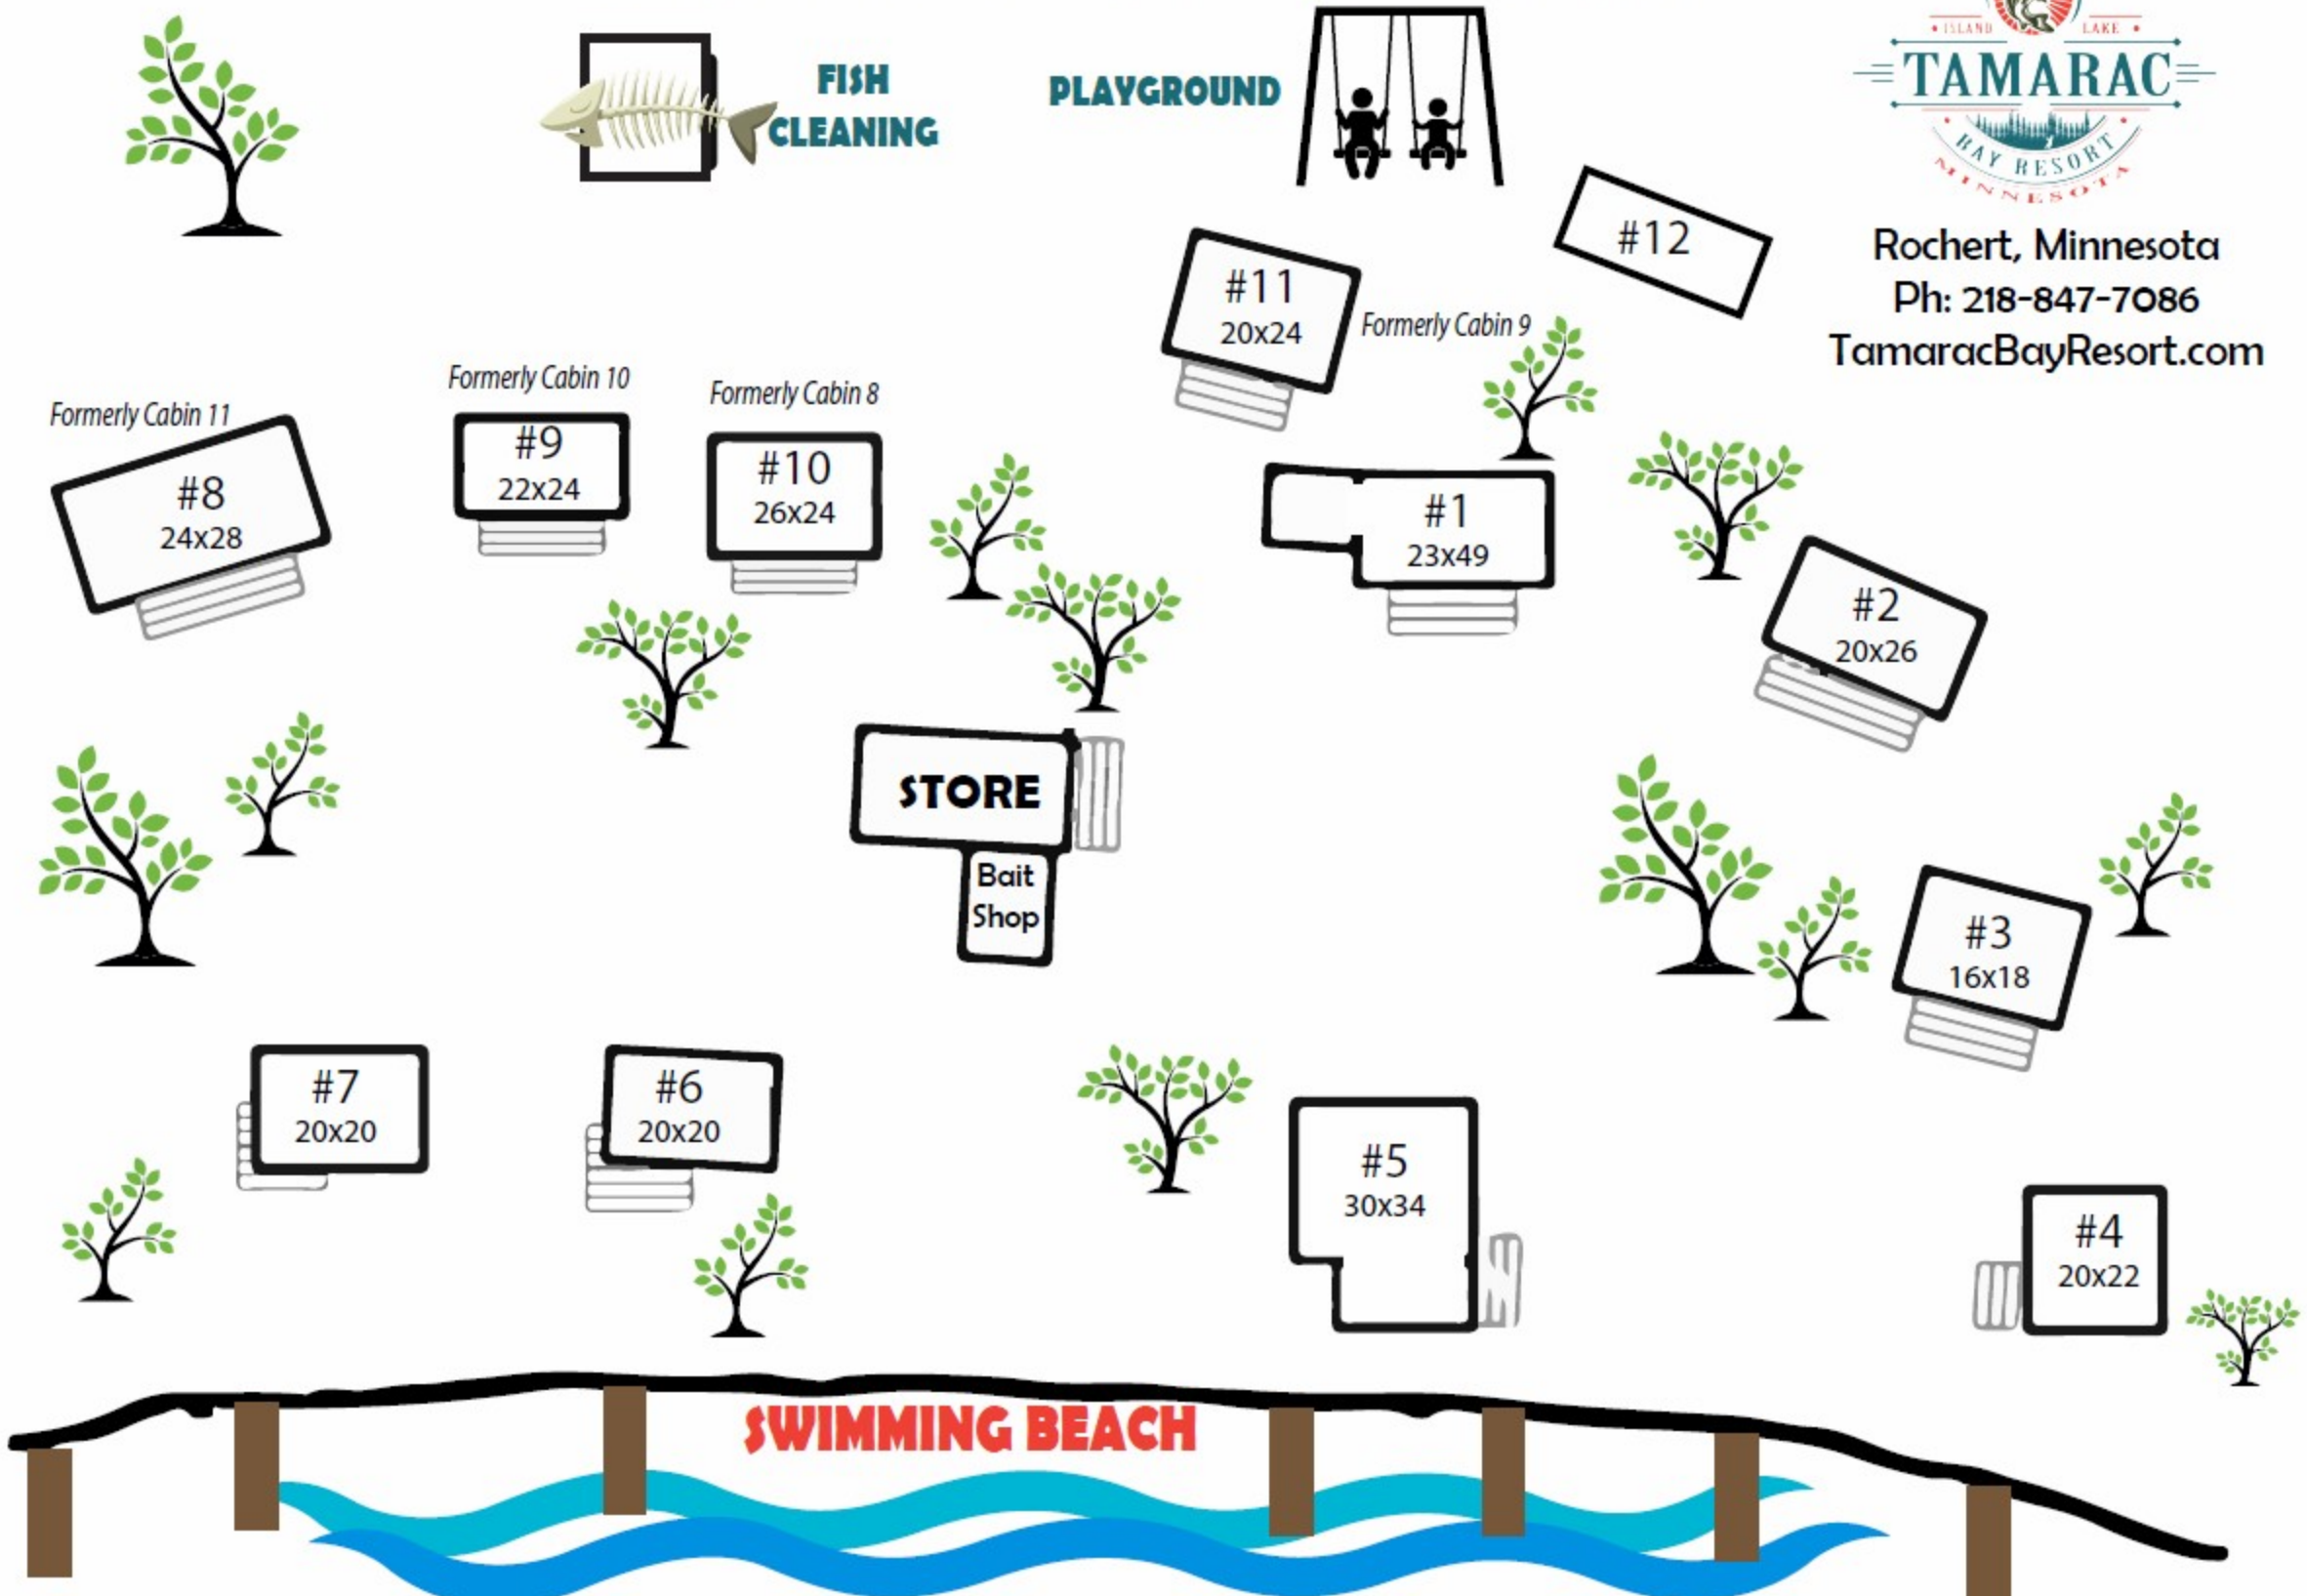 ISLAND LAKE
TAMARAC
BAY RESORT
MINNESOTA
Rochert, Minnesota
Ph: 218-847-7086
TamaracBayResort.com
FISH
CLEANING
PLAYGROUND
#12
#11
20x24
Formerly Cabin 9
Formerly Cabin 11
#8
24x28
Formerly Cabin 10
#9
22x24
Formerly Cabin 8
#10
26x24
#1
23x49
#2
20x26
STORE
Bait
Shop
#3
16x18
#7
20x20
#6
20x20
#5
30x34
#4
20x22
SWIMMING BEACH